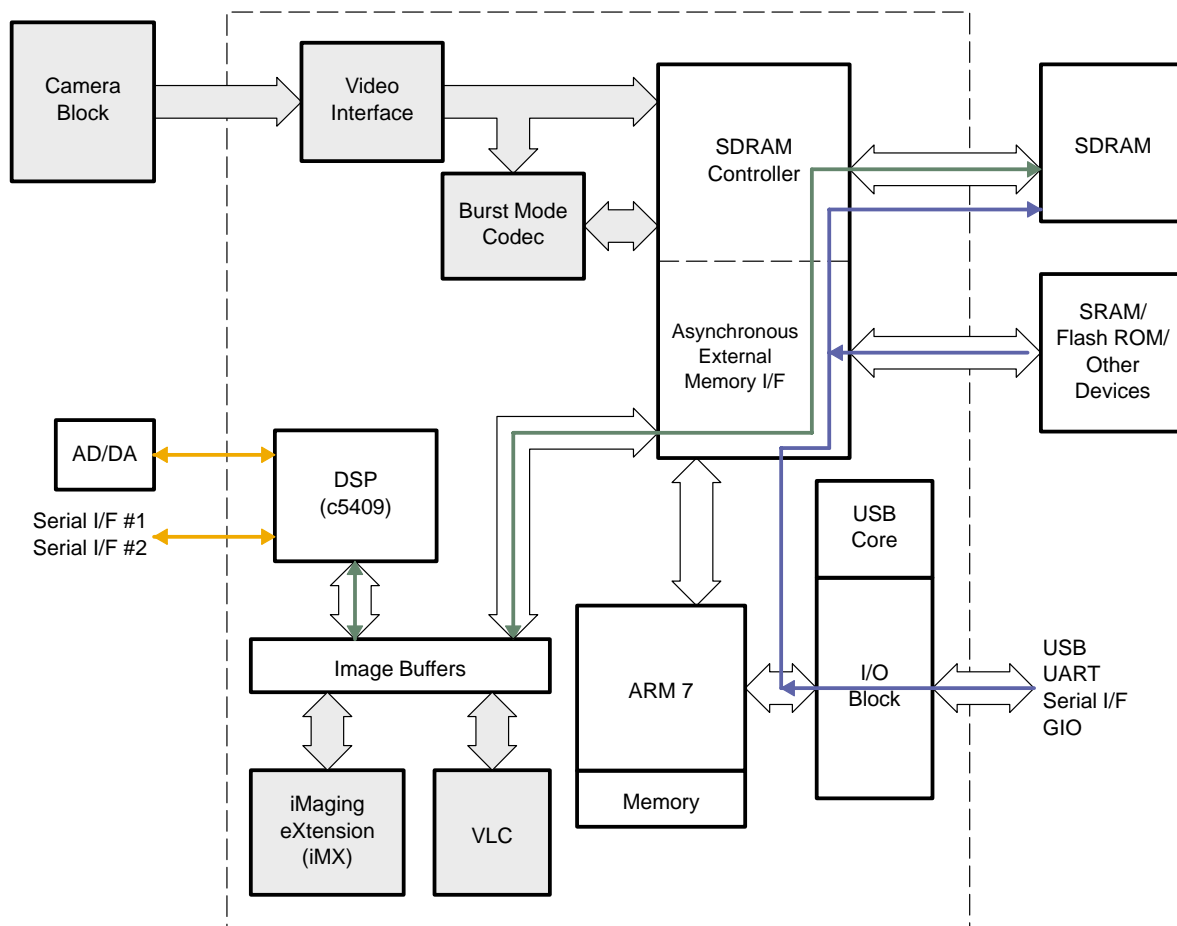 Camera
Block
Video
Interface
SDRAM
Controller
SDRAM
Burst Mode
Codec
Asynchronous
External
Memory I/F
SRAM/
Flash ROM/
Other
Devices
AD/DA
DSP
(c5409)
Serial I/F #1
Serial I/F #2
USB
Core
Image Buffers
ARM 7
I/O
Block
USB
UART
Serial I/F
GIO
iMaging
eXtension
(iMX)
VLC
Memory